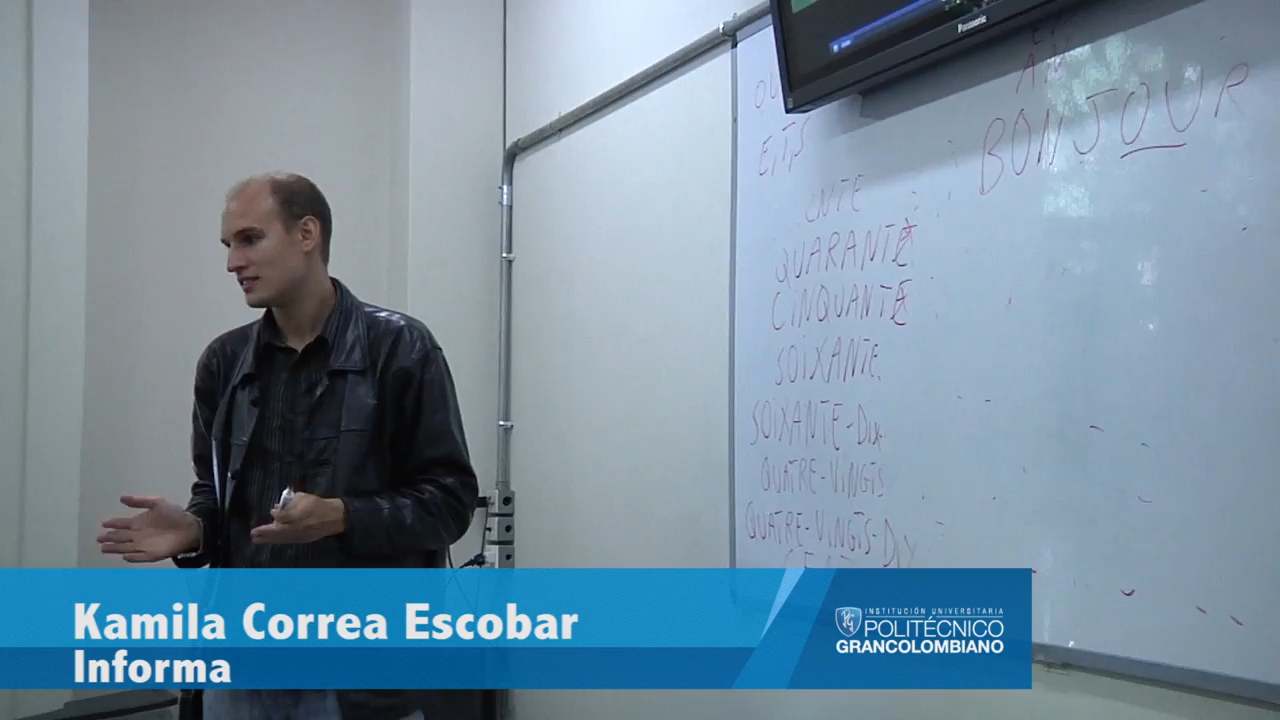 Panasonic
BONJOUR
QUARANTE
CINQUANTE
SOIXANTE
SOIXANTE-DIX
QUATRE-VINGTS
QUATRE-VINGTS-DIX
Kamila Correa Escobar
Informa
INSTITUCIÓN UNIVERSITARIA
POLITÉCNICO
GRANCOLOMBIANO